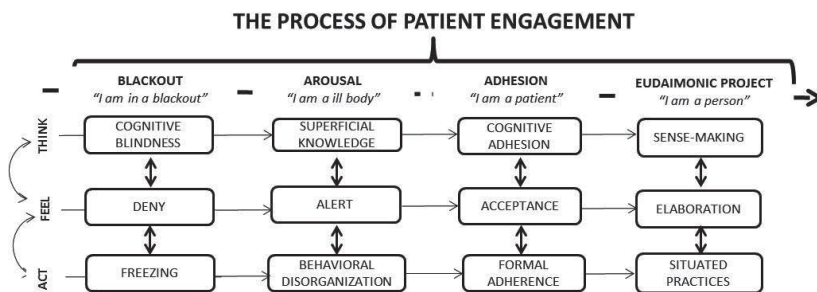 THE PROCESS OF PATIENT ENGAGEMENT
BLACKOUT
"I am in a blackout"
AROUSAL
"I am a ill body"
ADHESION
"I am a patient"
EUDAIMONIC PROJECT
"I am a person"
THINK
COGNITIVE
BLINDNESS
SUPERFICIAL
KNOWLEDGE
COGNITIVE
ADHESION
SENSE-MAKING
FEEL
DENY
ALERT
ACCEPTANCE
ELABORATION
ACT
FREEZING
BEHAVIORAL
DISORGANIZATION
FORMAL
ADHERENCE
SITUATED
PRACTICES